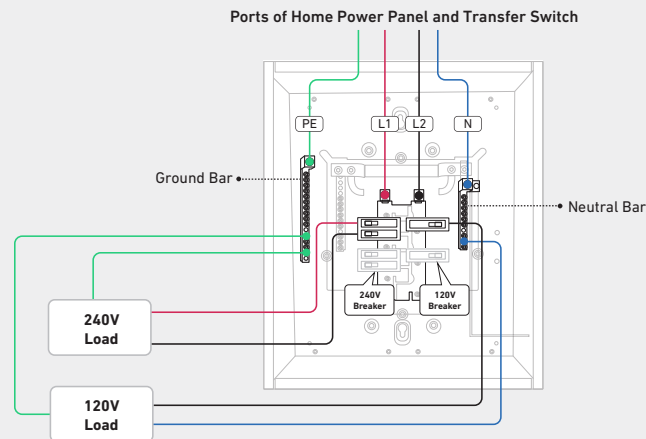 Ports of Home Power Panel and Transfer Switch
PE
L1
L2
N
Ground Bar
Neutral Bar
240V
Breaker
120V
Breaker
240V
Load
120V
Load